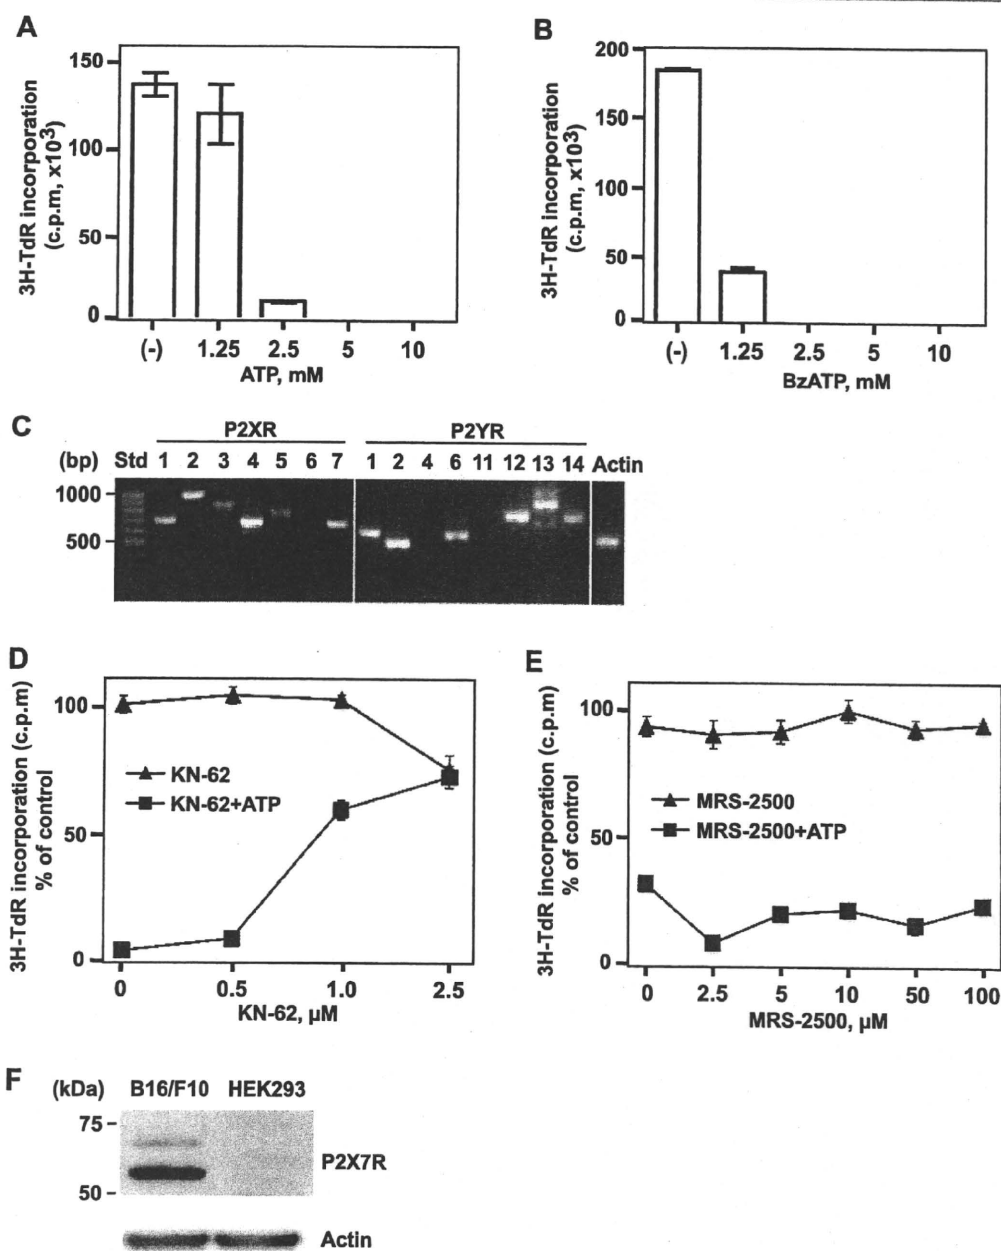 A
3H-TdR incorporation
(c.p.m, x10³)
150
100
50
0
(-) 1.25 2.5 5 10
ATP, mM
B
3H-TdR incorporation
(c.p.m, x10³)
200
150
100
50
0
(-) 1.25 2.5 5 10
BzATP, mM
C
P2XR P2YR
(bp) Std 1 2 3 4 5 6 7 1 2 4 6 11 12 13 14 Actin
1000
500
D
3H-TdR incorporation (c.p.m)
% of control
100
50
0
KN-62
KN-62+ATP
0 0.5 1.0 2.5
KN-62, μM
E
3H-TdR incorporation (c.p.m)
% of control
100
50
0
MRS-2500
MRS-2500+ATP
0 2.5 5 10 50 100
MRS-2500, μM
F
(kDa) B16/F10 HEK293
75
P2X7R
50
Actin